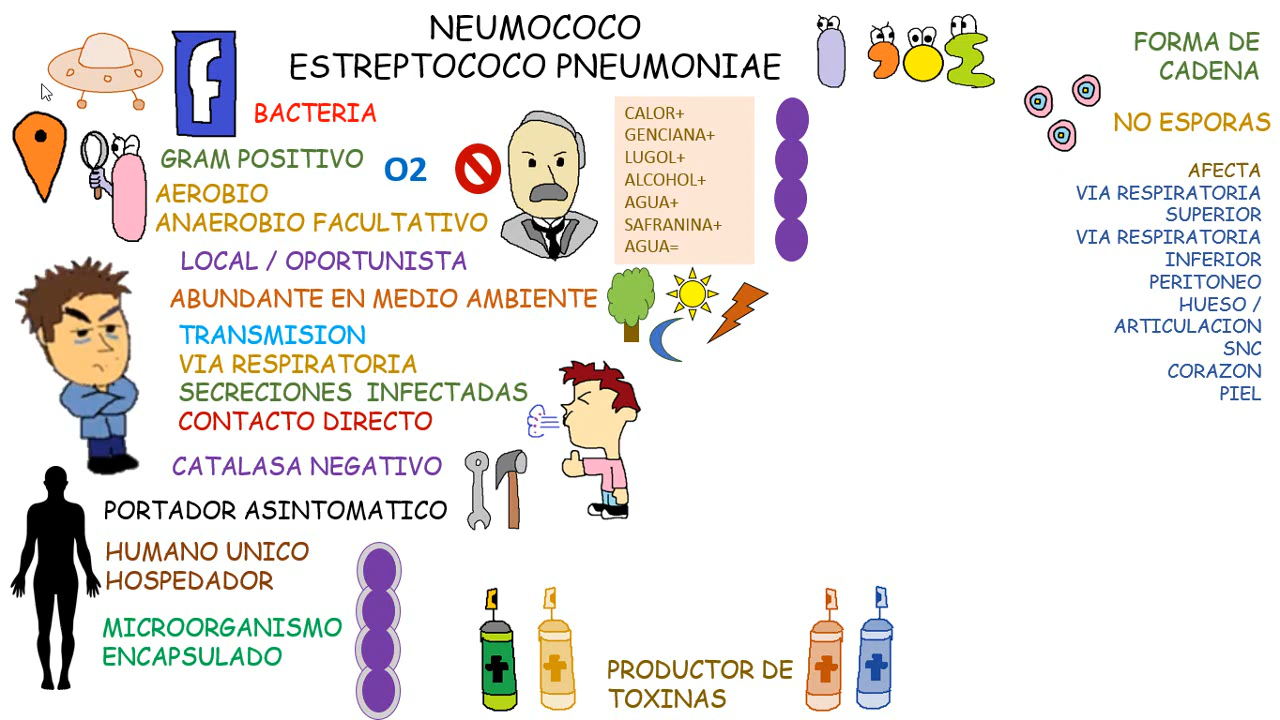 NEUMOCOCO
ESTREPTOCOCO PNEUMONIAE
f
BACTERIA
GRAM POSITIVO
O2
AEROBIO
ANAEROBIO FACULTATIVO
LOCAL / OPORTUNISTA
ABUNDANTE EN MEDIO AMBIENTE
TRANSMISION
VIA RESPIRATORIA
SECRECIONES INFECTADAS
CONTACTO DIRECTO
CATALASA NEGATIVO
PORTADOR ASINTOMATICO
HUMANO UNICO
HOSPEDADOR
MICROORGANISMO
ENCAPSULADO
CALOR+
GENCIANA+
LUGOL+
ALCOHOL+
AGUA+
SAFRANINA+
AGUA=
PRODUCTOR DE
TOXINAS
FORMA DE
CADENA
NO ESPORAS
AFECTA
VIA RESPIRATORIA
SUPERIOR
VIA RESPIRATORIA
INFERIOR
PERITONEO
HUESO /
ARTICULACION
SNC
CORAZON
PIEL